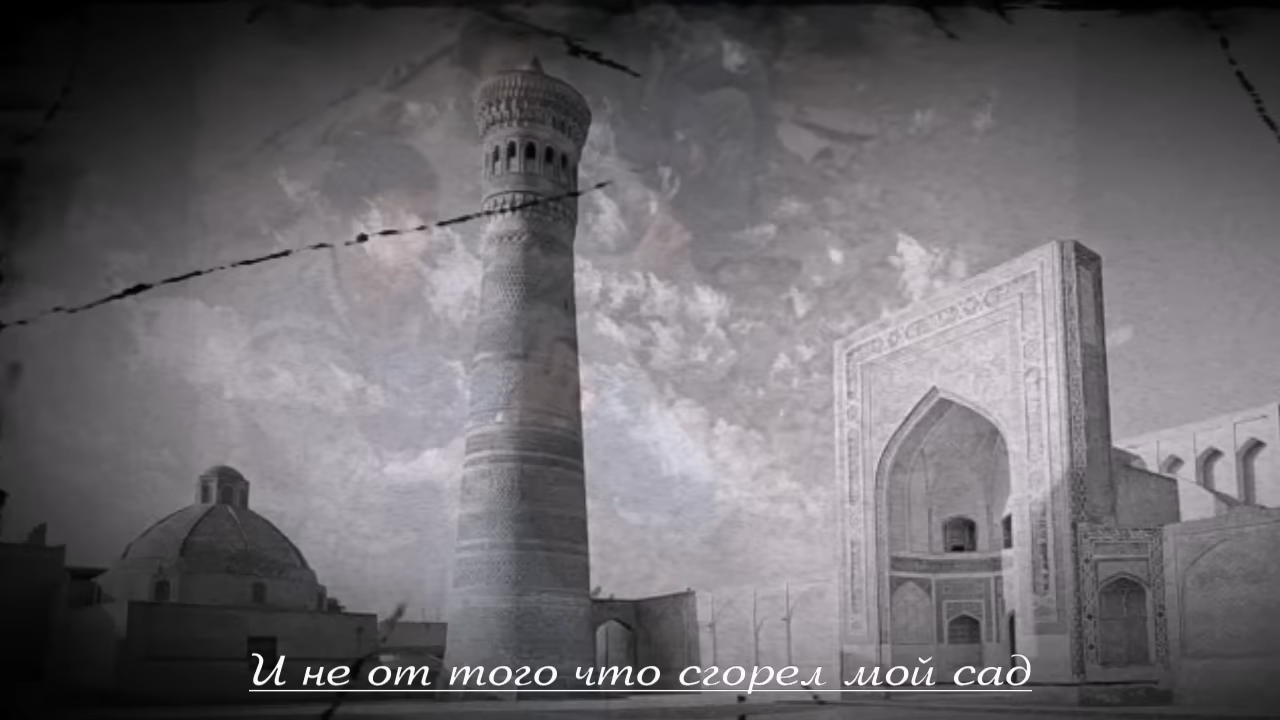 И не от того что сгорел мой сад